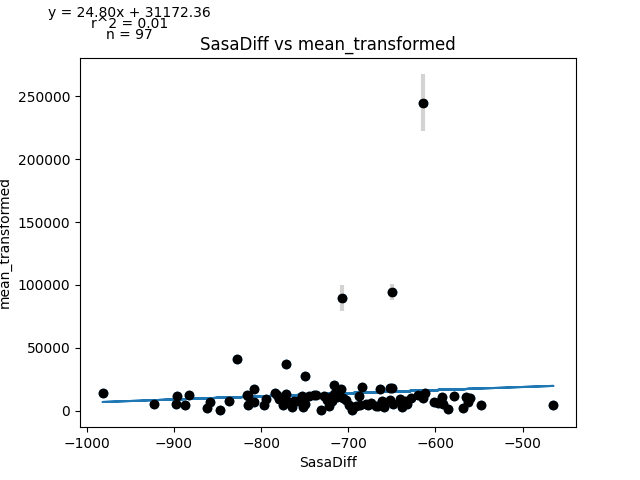 y = 24.80x + 31172.36
r^2 = 0.01
n = 97
SasaDiff vs mean_transformed
mean_transformed
250000
200000
150000
100000
50000
0
−1000 −900 −800 −700 −600 −500
SasaDiff